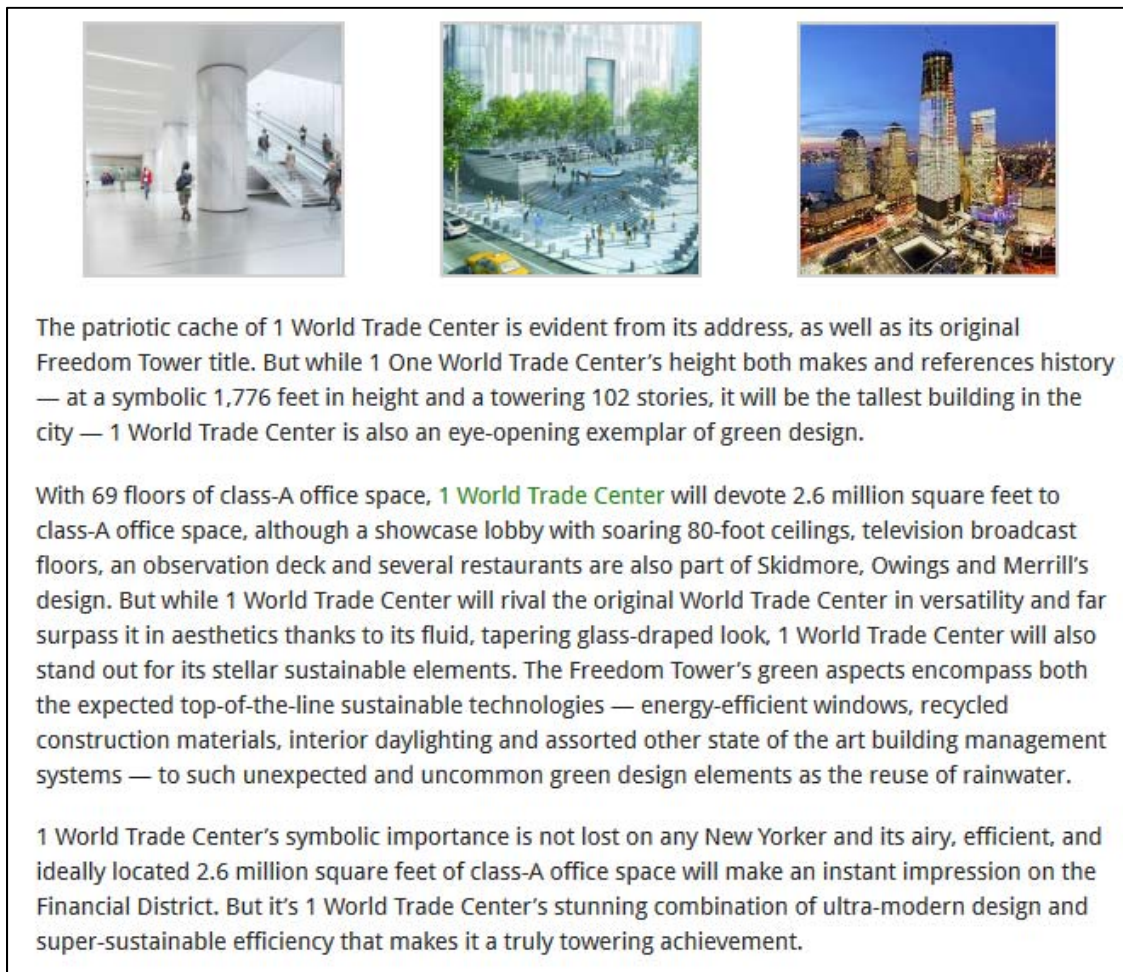 The patriotic cache of 1 World Trade Center is evident from its address, as well as its original
Freedom Tower title. But while 1 One World Trade Center’s height both makes and references history
— at a symbolic 1,776 feet in height and a towering 102 stories, it will be the tallest building in the
city — 1 World Trade Center is also an eye-opening exemplar of green design.
With 69 floors of class-A office space, 1 World Trade Center will devote 2.6 million square feet to
class-A office space, although a showcase lobby with soaring 80-foot ceilings, television broadcast
floors, an observation deck and several restaurants are also part of Skidmore, Owings and Merrill’s
design. But while 1 World Trade Center will rival the original World Trade Center in versatility and far
surpass it in aesthetics thanks to its fluid, tapering glass-draped look, 1 World Trade Center will also
stand out for its stellar sustainable elements. The Freedom Tower’s green aspects encompass both
the expected top-of-the-line sustainable technologies — energy-efficient windows, recycled
construction materials, interior daylighting and assorted other state of the art building management
systems — to such unexpected and uncommon green design elements as the reuse of rainwater.
1 World Trade Center’s symbolic importance is not lost on any New Yorker and its airy, efficient, and
ideally located 2.6 million square feet of class-A office space will make an instant impression on the
Financial District. But it’s 1 World Trade Center’s stunning combination of ultra-modern design and
super-sustainable efficiency that makes it a truly towering achievement.